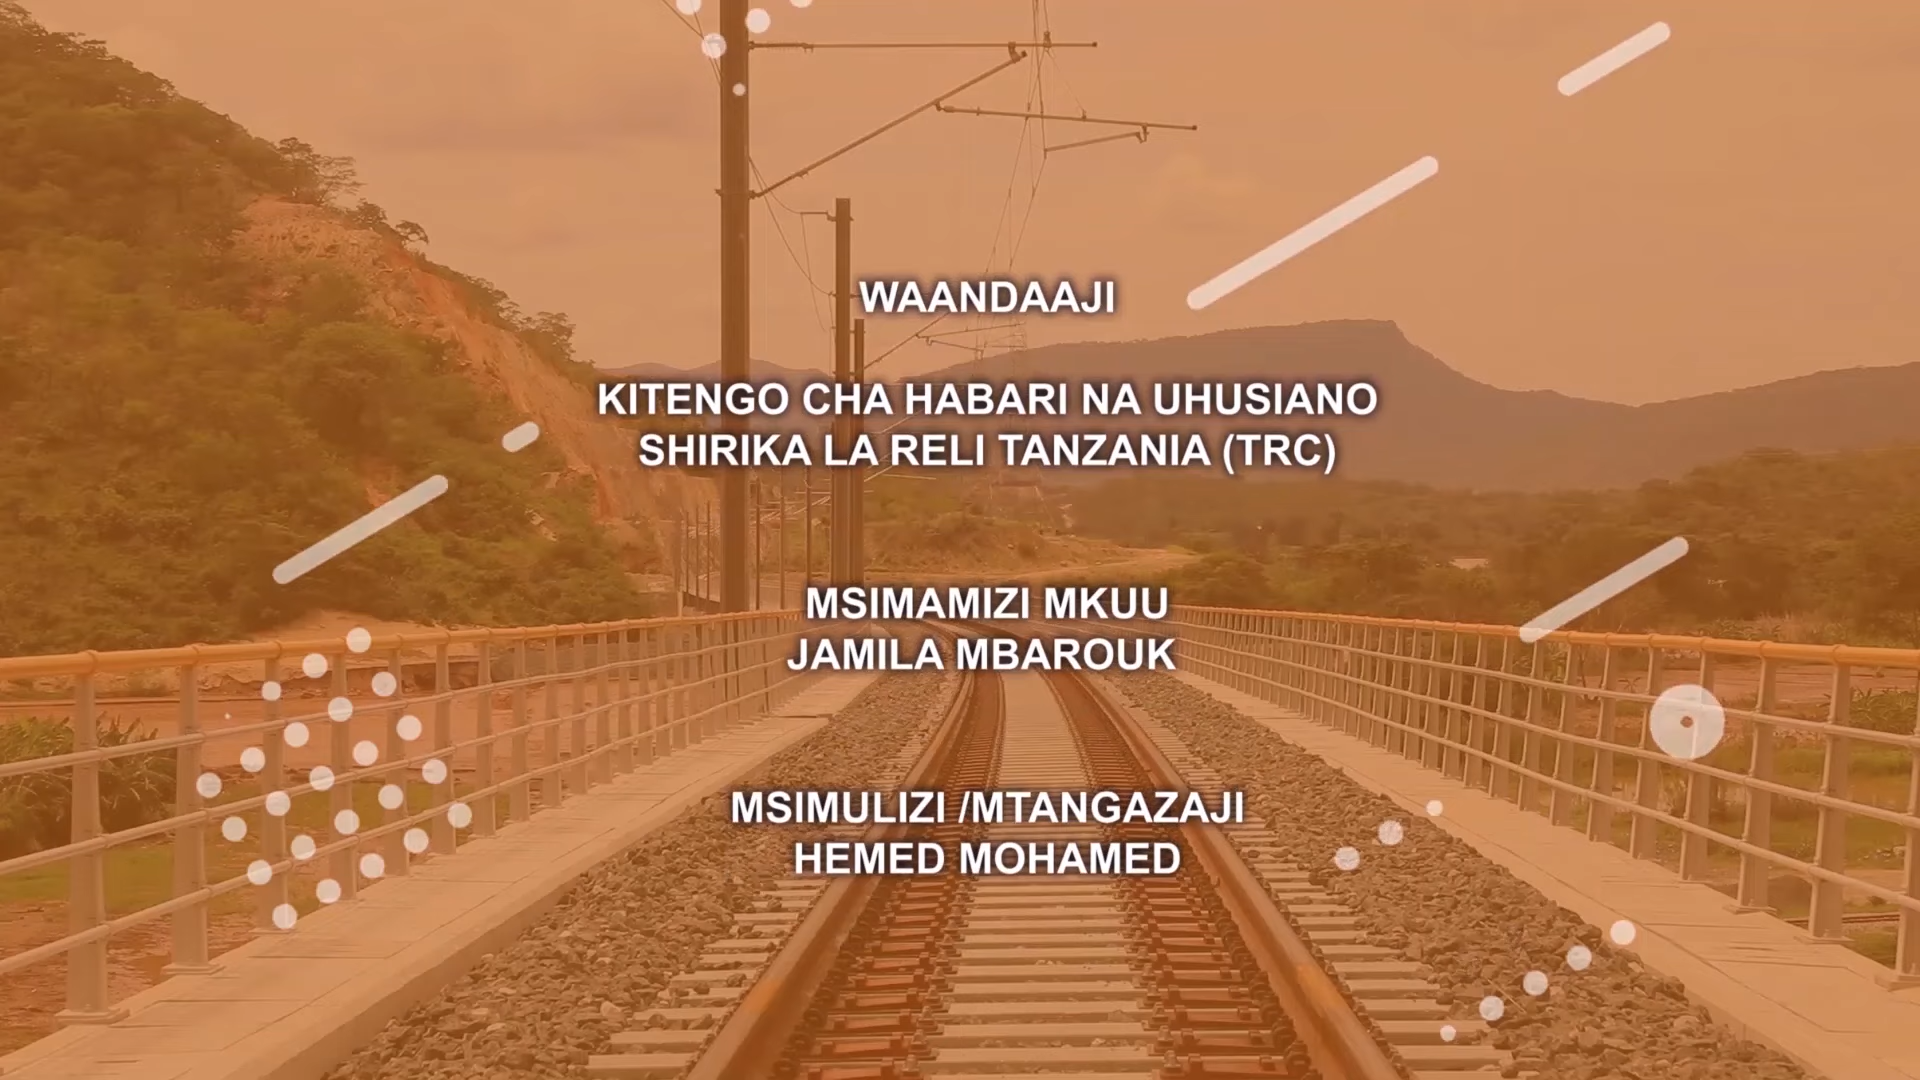 WAANDAAJI
KITENGO CHA HABARI NA UHUSIANO
SHIRIKA LA RELI TANZANIA (TRC)
MSIMAMIZI MKUU
JAMILA MBAROUK
MSIMULIZI /MTANGAZAJI
HEMED MOHAMED